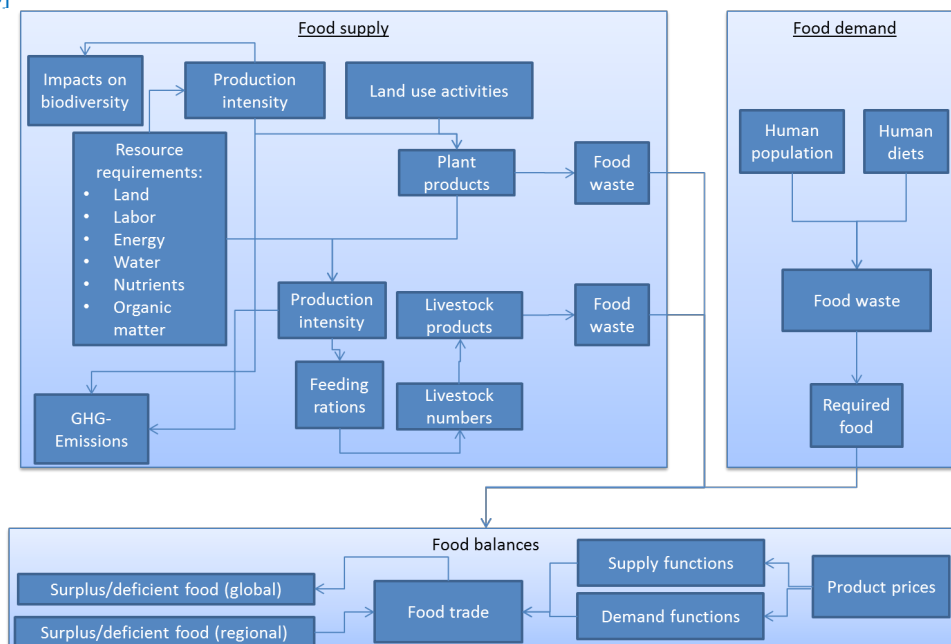 Food supply
Food demand
Impacts on
biodiversity
Production
intensity
Land use activities
Human
population
Human
diets
Resource
requirements:
• Land
• Labor
• Energy
• Water
• Nutrients
• Organic
matter
Plant
products
Food
waste
Production
intensity
Livestock
products
Food
waste
Food waste
Feeding
rations
Livestock
numbers
GHG-
Emissions
Required
food
Food balances
Surplus/deficient food (global)
Surplus/deficient food (regional)
Food trade
Supply functions
Demand functions
Product prices